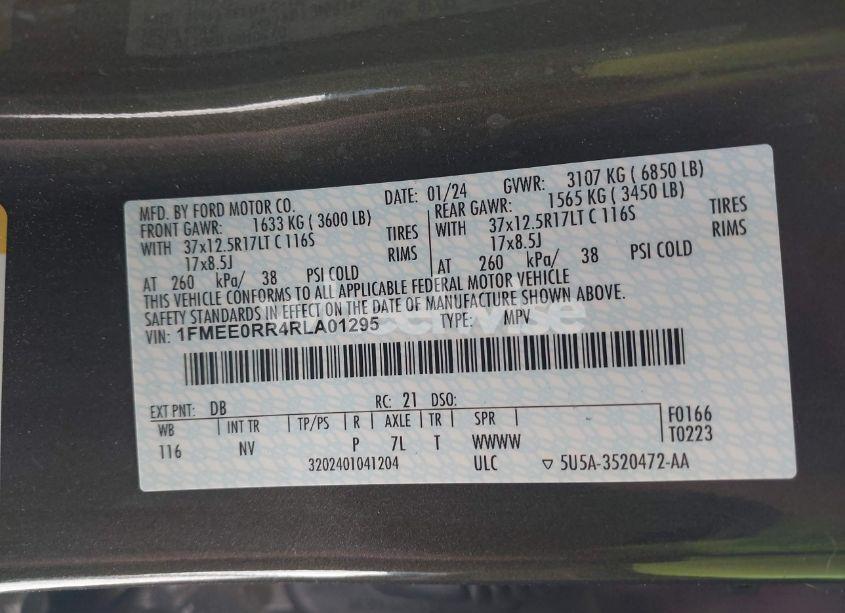 MFD. BY FORD MOTOR CO. DATE: 01/24 GVWR: 3107 KG ( 6850 LB)
FRONT GAWR: 1633 KG ( 3600 LB) REAR GAWR: 1565 KG ( 3450 LB)
WITH 37x12.5R17LT C 116S TIRES WITH 37x12.5R17LT C 116S TIRES
17x8.5J RIMS 17x8.5J RIMS
AT 260 kPa/ 38 PSI COLD AT 260 kPa/ 38 PSI COLD
THIS VEHICLE CONFORMS TO ALL APPLICABLE FEDERAL MOTOR VEHICLE
SAFETY STANDARDS IN EFFECT ON THE DATE OF MANUFACTURE SHOWN ABOVE.
VIN: 1FMEE0RR4RLA01295 TYPE: MPV
EXT PNT: DB RC: 21 DSO:
WB INT TR TP/PS R AXLE TR SPR - F0166
116 NV P 7L T WWWW T0223
3202401041204 ULC ▽ 5U5A-3520472-AA